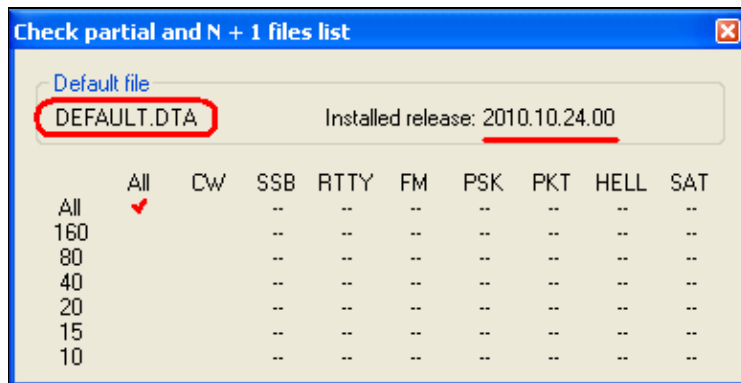 Check partial and N + 1 files list
Default file
DEFAULT.DTA Installed release: 2010.10.24.00
All CW SSB RTTY FM PSK PKT HELL SAT
All -- -- -- -- -- -- --
160 -- -- -- -- -- -- --
80 -- -- -- -- -- -- --
40 -- -- -- -- -- -- --
20 -- -- -- -- -- -- --
15 -- -- -- -- -- -- --
10 -- -- -- -- -- -- --